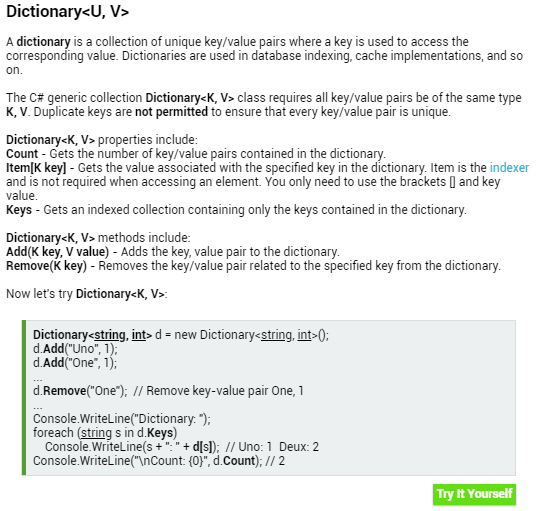 Dictionary<U, V>
A dictionary is a collection of unique key/value pairs where a key is used to access the
corresponding value. Dictionaries are used in database indexing, cache implementations, and so
on.
The C# generic collection Dictionary<K, V> class requires all key/value pairs be of the same type
K, V. Duplicate keys are not permitted to ensure that every key/value pair is unique.
Dictionary<K, V> properties include:
Count - Gets the number of key/value pairs contained in the dictionary.
Item[K key] - Gets the value associated with the specified key in the dictionary. Item is the indexer
and is not required when accessing an element. You only need to use the brackets [] and key
value.
Keys - Gets an indexed collection containing only the keys contained in the dictionary.
Dictionary<K, V> methods include:
Add(K key, V value) - Adds the key, value pair to the dictionary.
Remove(K key) - Removes the key/value pair related to the specified key from the dictionary.
Now let's try Dictionary<K, V>:
Dictionary<string, int> d = new Dictionary<string, int>();
d.Add("Uno", 1);
d.Add("One", 1);
...
d.Remove("One"); // Remove key-value pair One, 1
...
Console.WriteLine("Dictionary: ");
foreach (string s in d.Keys)
Console.WriteLine(s + ": " + d[s]); // Uno: 1 Deux: 2
Console.WriteLine("\nCount: {0}", d.Count); // 2
Try It Yourself